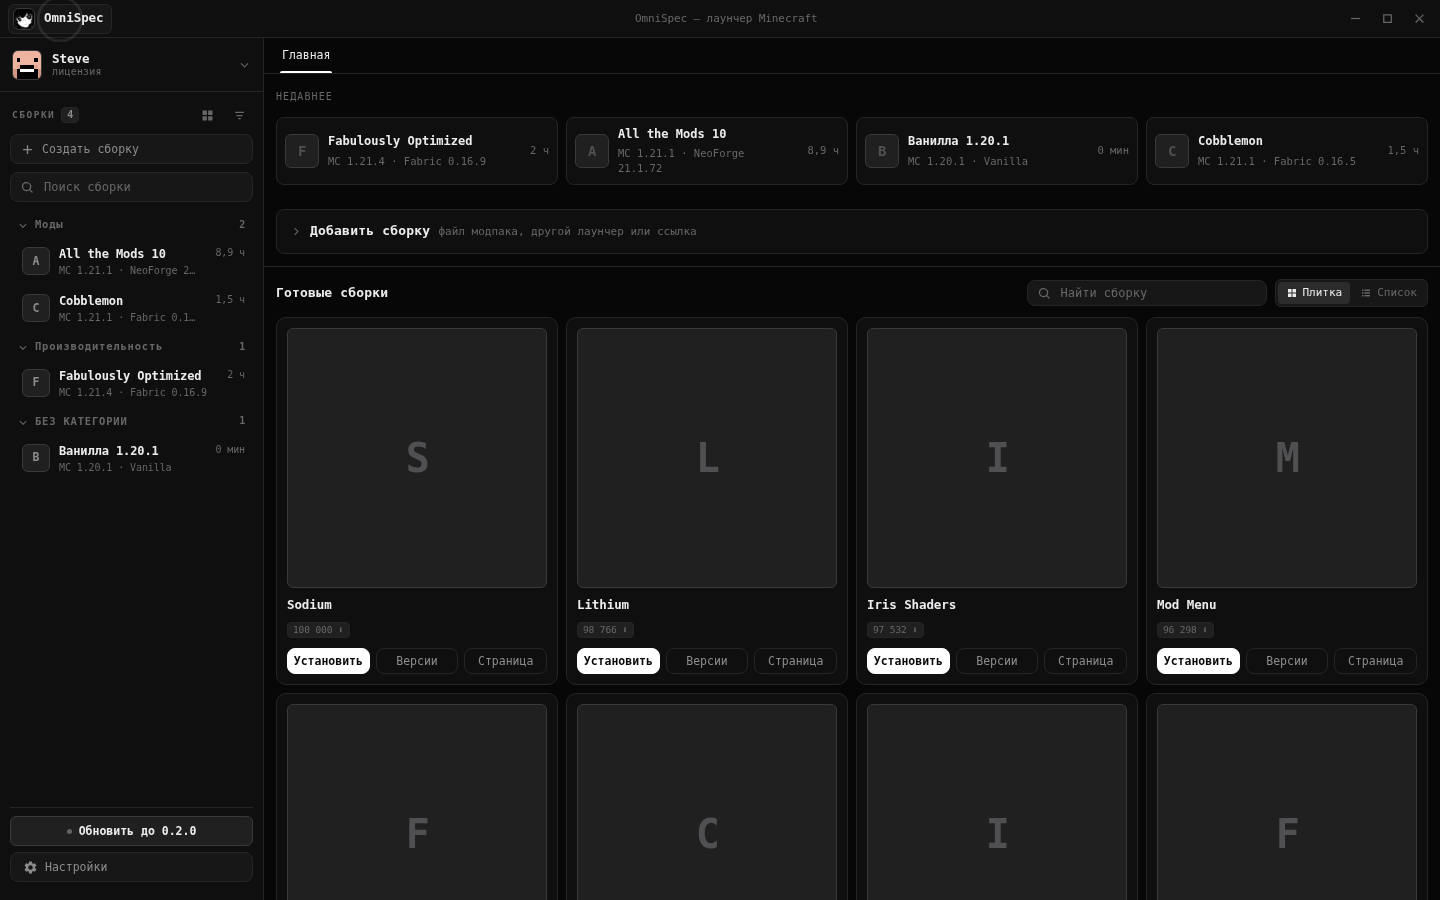 OmniSpec
OmniSpec — лаунчер Minecraft
Steve
лицензия
СБОРКИ 4
Создать сборку
Поиск сборки
Моды 2
A
All the Mods 10 8,9 ч
MC 1.21.1 · NeoForge 2…
C
Cobblemon 1,5 ч
MC 1.21.1 · Fabric 0.1…
Производительность 1
F
Fabulously Optimized 2 ч
MC 1.21.4 · Fabric 0.16.9
БЕЗ КАТЕГОРИИ 1
В
Ванилла 1.20.1 0 мин
MC 1.20.1 · Vanilla
Обновить до 0.2.0
Настройки
Главная
НЕДАВНЕЕ
F
Fabulously Optimized
MC 1.21.4 · Fabric 0.16.9
2 ч
A
All the Mods 10
MC 1.21.1 · NeoForge
21.1.72
8,9 ч
В
Ванилла 1.20.1
MC 1.20.1 · Vanilla
0 мин
C
Cobblemon
MC 1.21.1 · Fabric 0.16.5
1,5 ч
Добавить сборку файл модпака, другой лаунчер или ссылка
Готовые сборки
Найти сборку
Плитка Список
S
Sodium
100 000 ⬇
Установить Версии Страница
L
Lithium
98 766 ⬇
Установить Версии Страница
I
Iris Shaders
97 532 ⬇
Установить Версии Страница
M
Mod Menu
96 298 ⬇
Установить Версии Страница
F
C
I
F